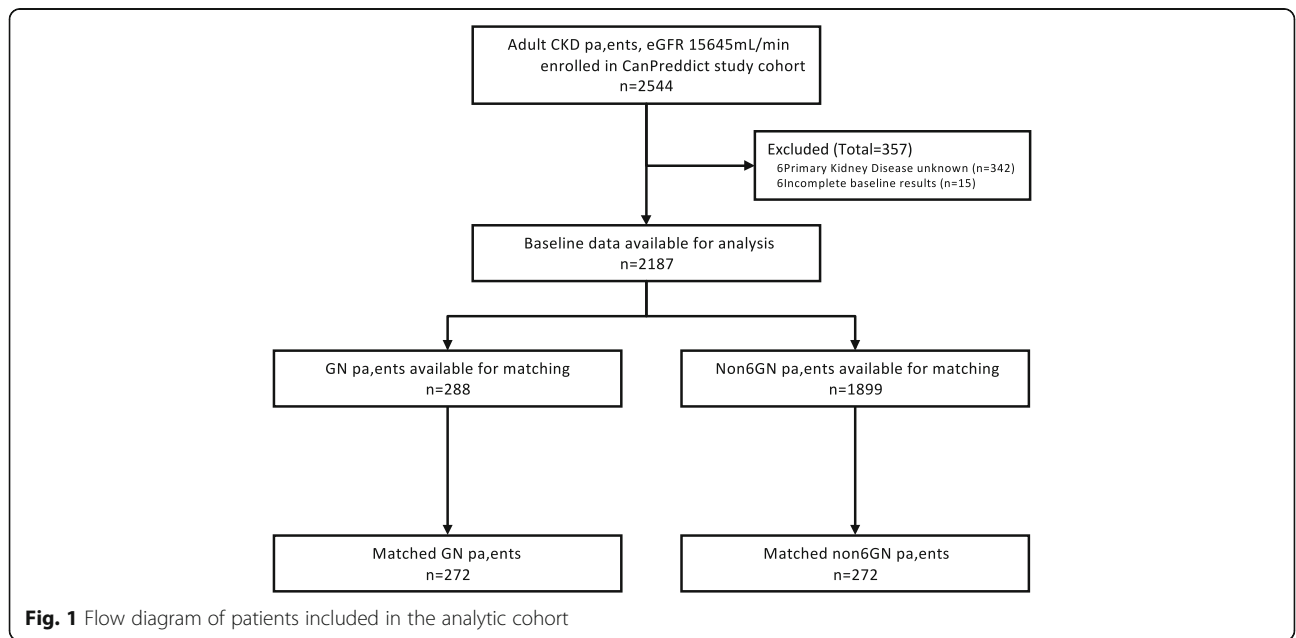 Adult CKD pa,ents, eGFR 15645mL/min
enrolled in CanPreddict study cohort
n=2544
Excluded (Total=357)
6Primary Kidney Disease unknown (n=342)
6Incomplete baseline results (n=15)
Baseline data available for analysis
n=2187
GN pa,ents available for matching
n=288
Non6GN pa,ents available for matching
n=1899
Matched GN pa,ents
n=272
Matched non6GN pa,ents
n=272
Fig. 1 Flow diagram of patients included in the analytic cohort